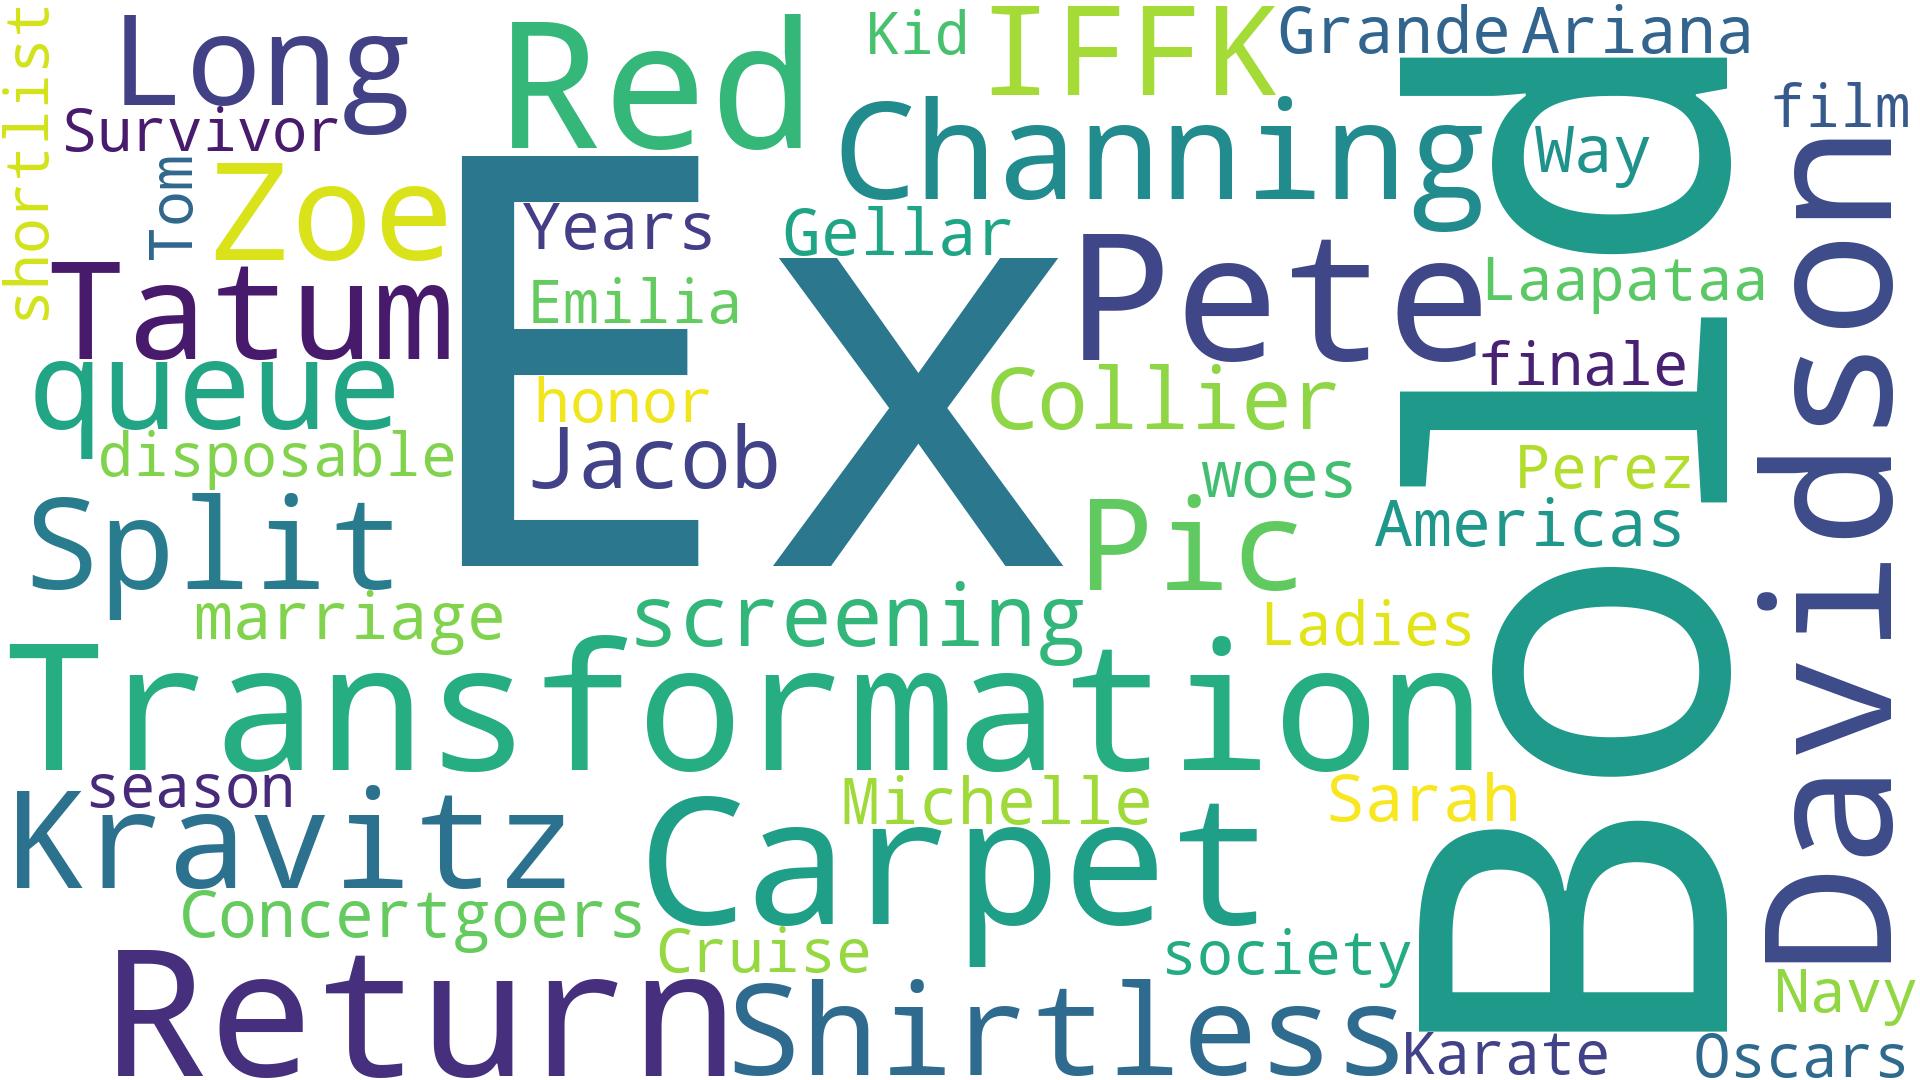 shortlist
Long
Red
Kid
IFFK
Grande
Ariana
film
Survivor
Channing
Way
Tom
Zoe
Years
Gellar
Tatum
Emilia
Pete
Laapataa
queue
honor
Collier
finale
disposable
Jacob
woes
Perez
Split
Ex
Pic
Americas
Bold
Davidson
marriage
screening
Ladies
Transformation
season
Kravitz
Michelle
Sarah
Carpet
Concertgoers
Cruise
society
Navy
Return
Shirtless
Karate
Oscars